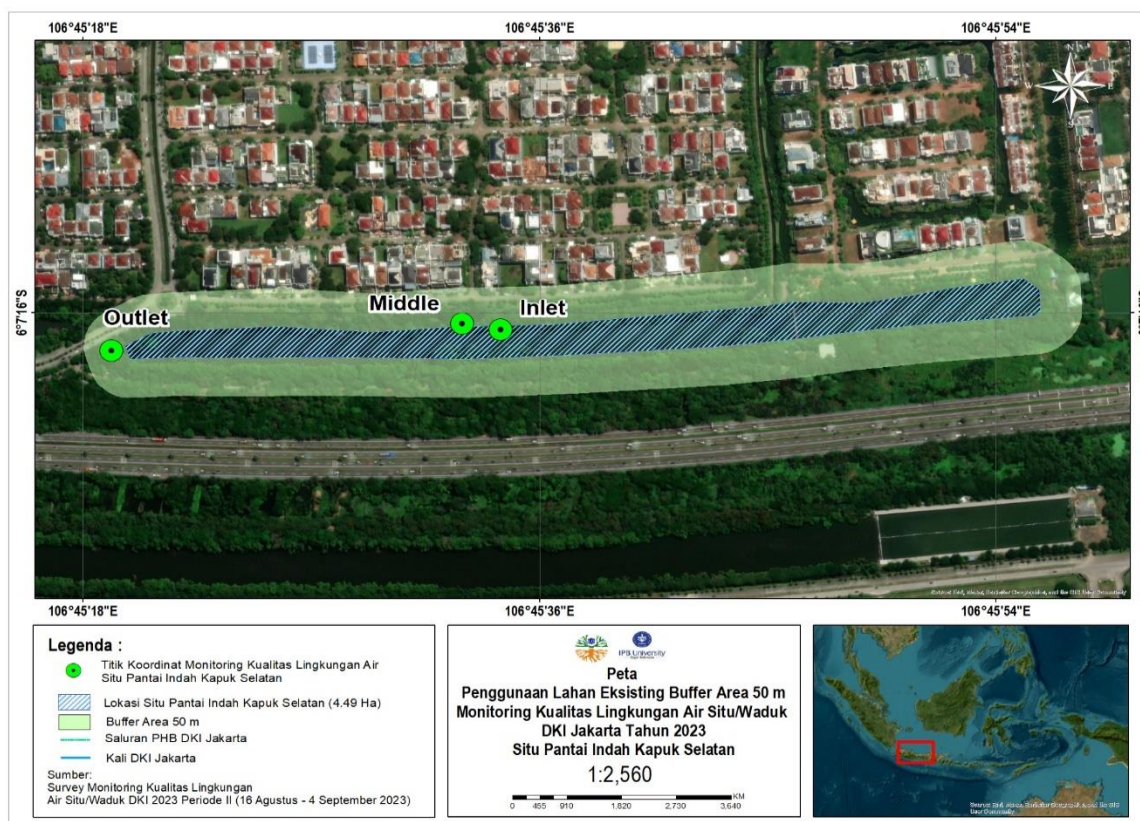 106°45'18"E 106°45'36"E 106°45'54"E
N
W E
S
6°7'16"S
Outlet Middle Inlet
106°45'18"E 106°45'36"E 106°45'54"E
Legenda :
Titik Koordinat Monitoring Kualitas Lingkungan Air
Situ Pantai Indah Kapuk Selatan
Lokasi Situ Pantai Indah Kapuk Selatan (4.49 Ha)
Buffer Area 50 m
Saluran PHB DKI Jakarta
Kali DKI Jakarta
Sumber:
Survey Monitoring Kualitas Lingkungan
Air Situ/Waduk DKI 2023 Periode II (16 Agustus - 4 September 2023)
IPB University
Peta
Penggunaan Lahan Eksisting Buffer Area 50 m
Monitoring Kualitas Lingkungan Air Situ/Waduk
DKI Jakarta Tahun 2023
Situ Pantai Indah Kapuk Selatan
1:2,560
KM
0 455 910 1,820 2,730 3,640